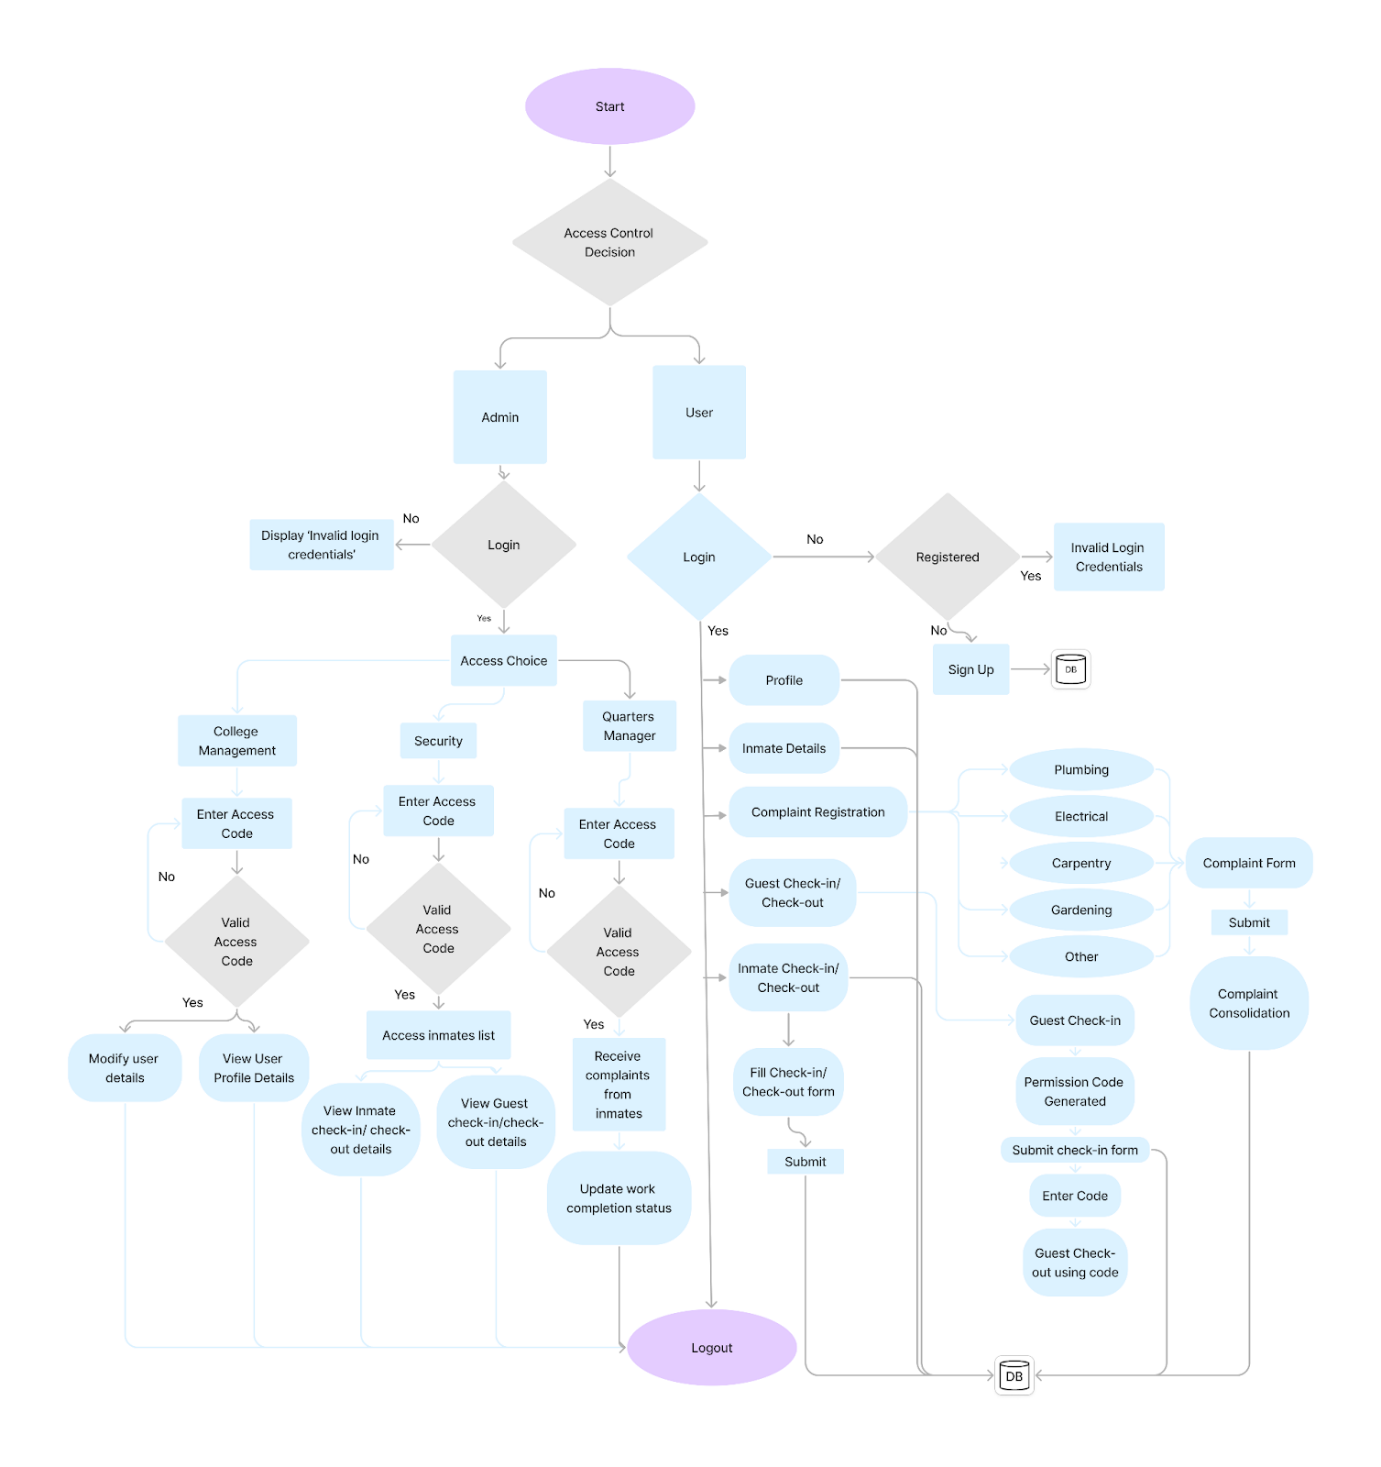 Start
Access Control
Decision
Admin
User
Login
No
Display 'Invalid login
credentials'
Yes
Login
No
Registered
Yes
Invalid Login
Credentials
No
Sign Up
DB
Yes
Access Choice
College
Management
Enter Access
Code
No
Valid
Access
Code
Yes
Modify user
details
View User
Profile Details
Security
Enter Access
Code
No
Valid
Access
Code
Yes
Access inmates list
View Inmate
check-in/ check-
out details
View Guest
check-in/check-
out details
Quarters
Manager
Enter Access
Code
No
Valid
Access
Code
Yes
Receive
complaints
from
inmates
Update work
completion status
Profile
Inmate Details
Complaint Registration
Guest Check-in/
Check-out
Inmate Check-in/
Check-out
Fill Check-in/
Check-out form
Submit
Plumbing
Electrical
Carpentry
Gardening
Other
Complaint Form
Submit
Complaint
Consolidation
Guest Check-in
Permission Code
Generated
Submit check-in form
Enter Code
Guest Check-
out using code
Logout
DB